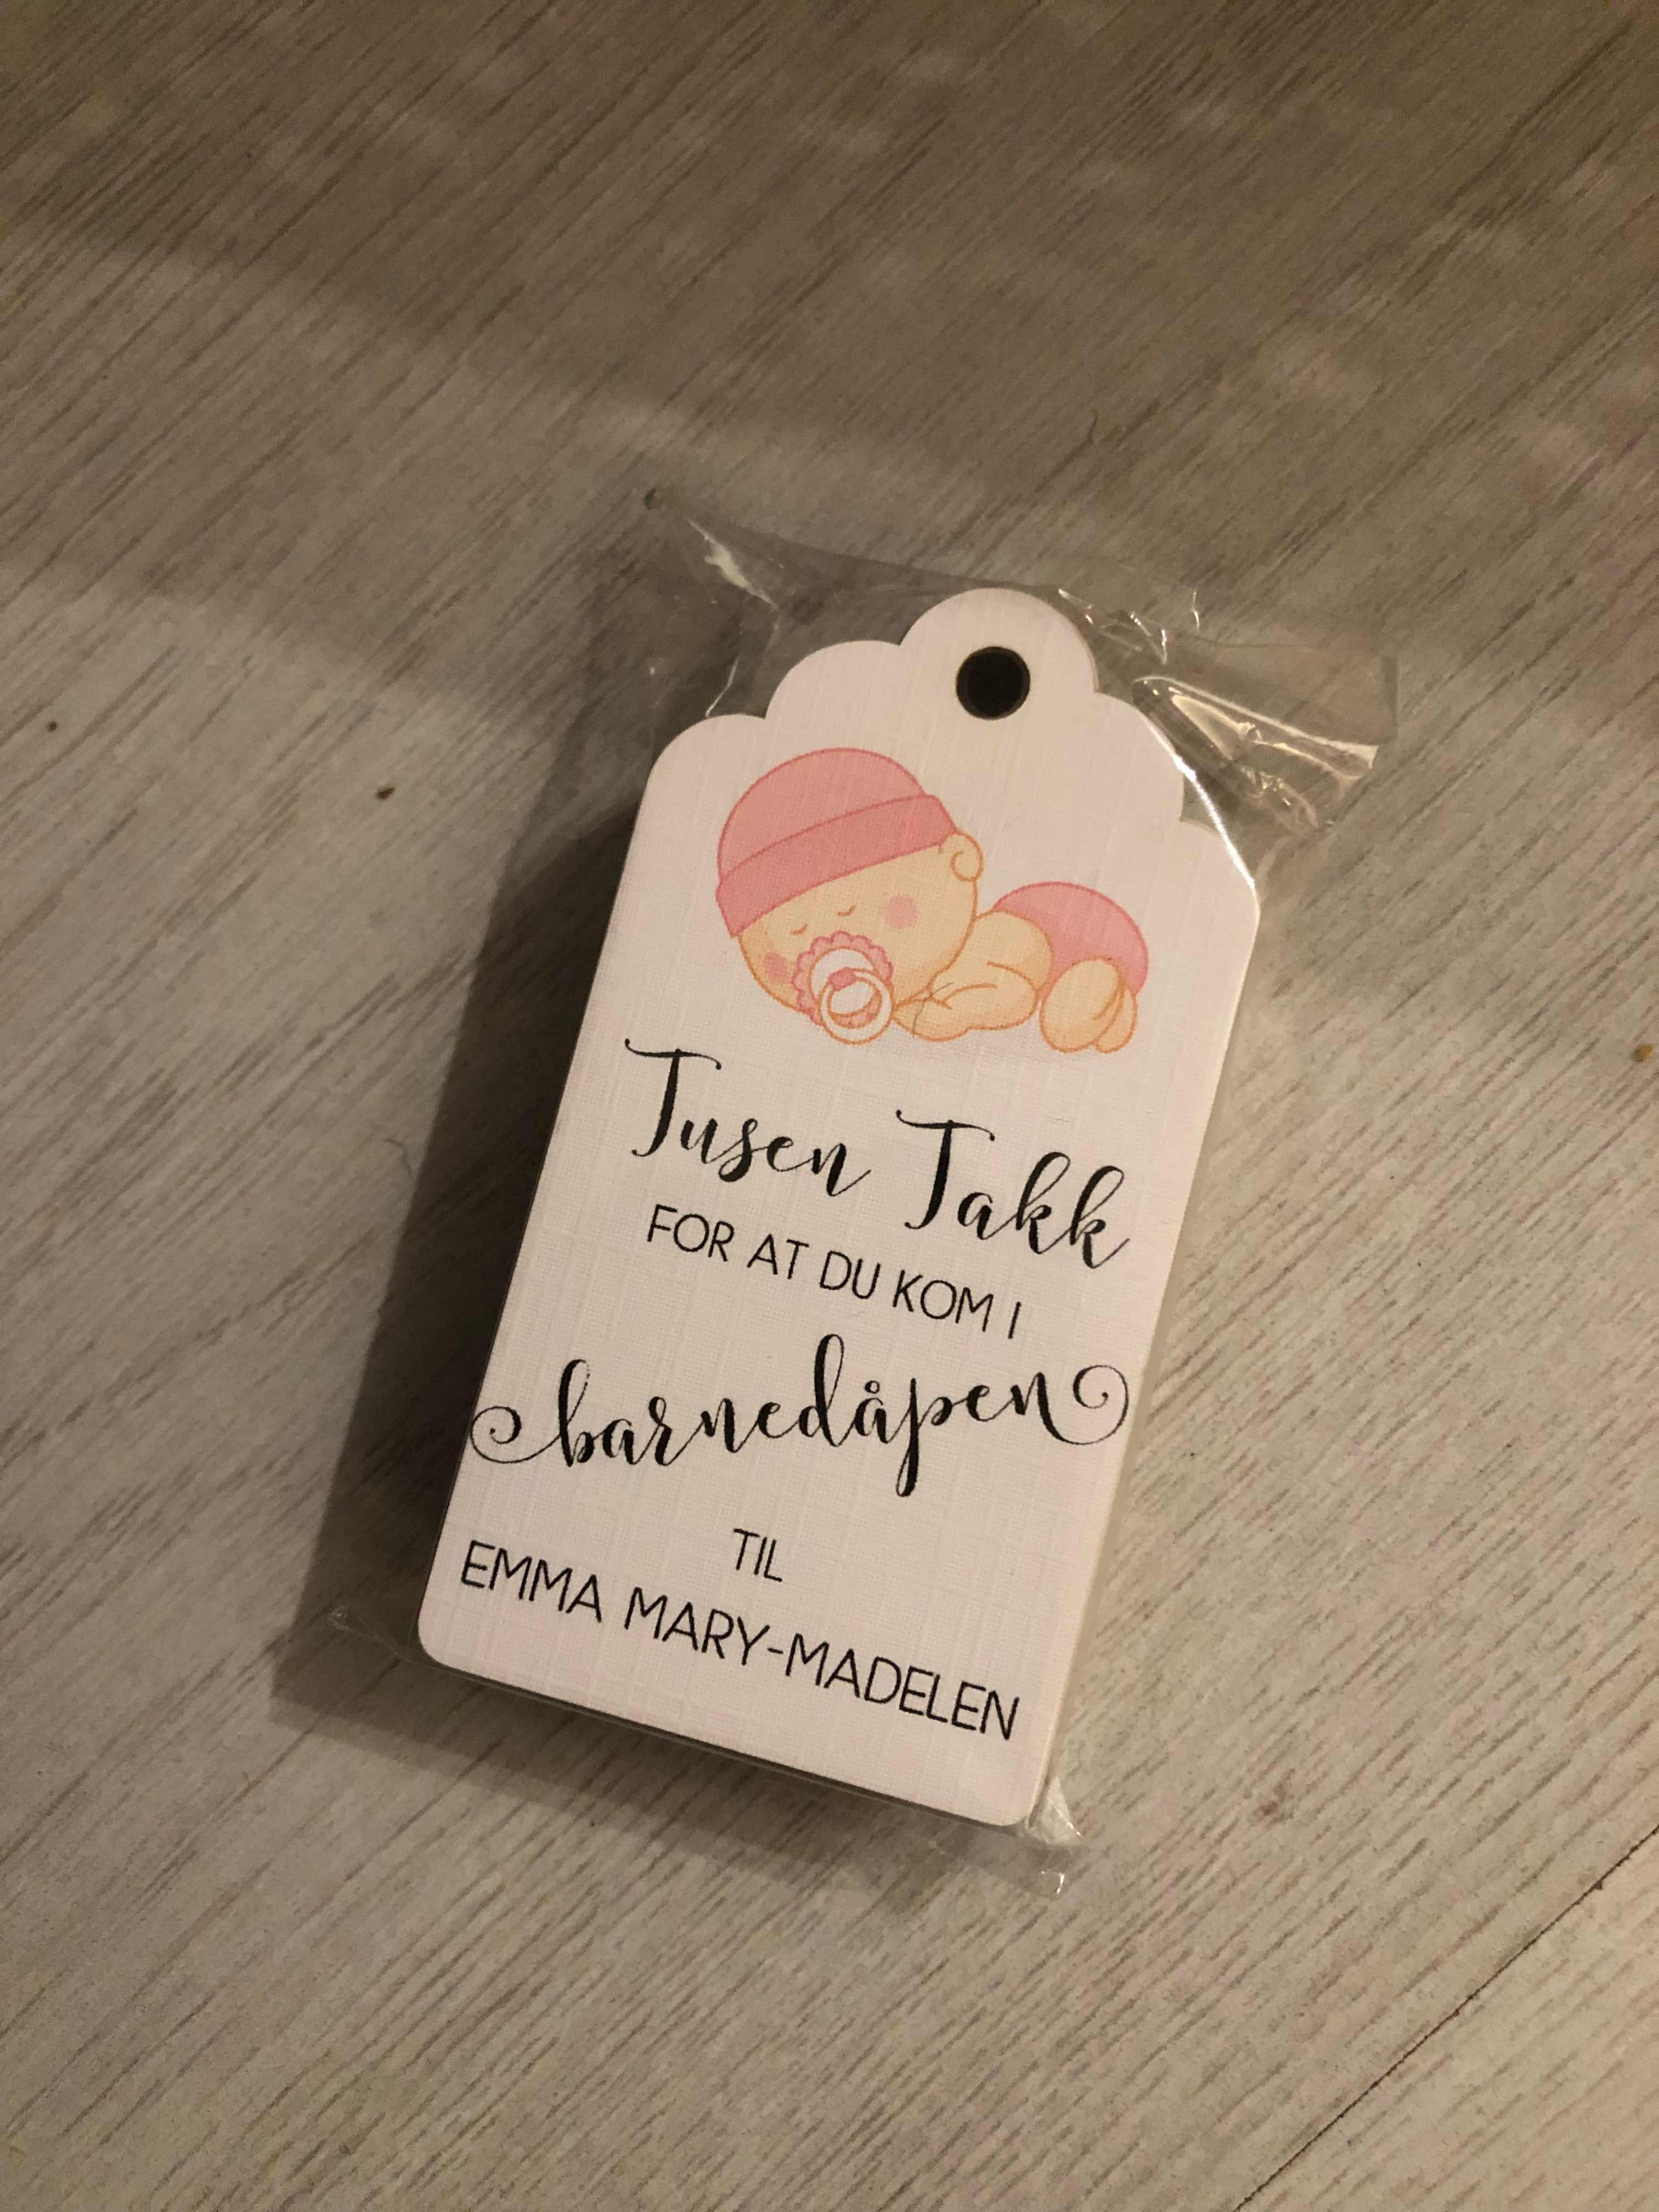 Tusen Takk
FOR AT DU KOM I
barnedåpen
TIL
EMMA MARY-MADELEN